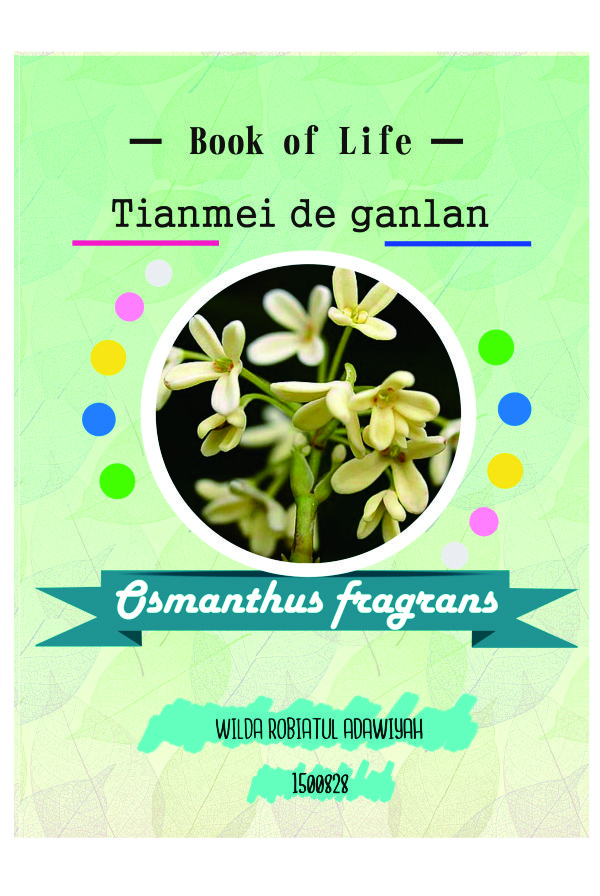 — Book of Life —
Tianmei de ganlan
Osmanthus fragrans
WILDA ROBIATUL ADAWIYAH
1500828